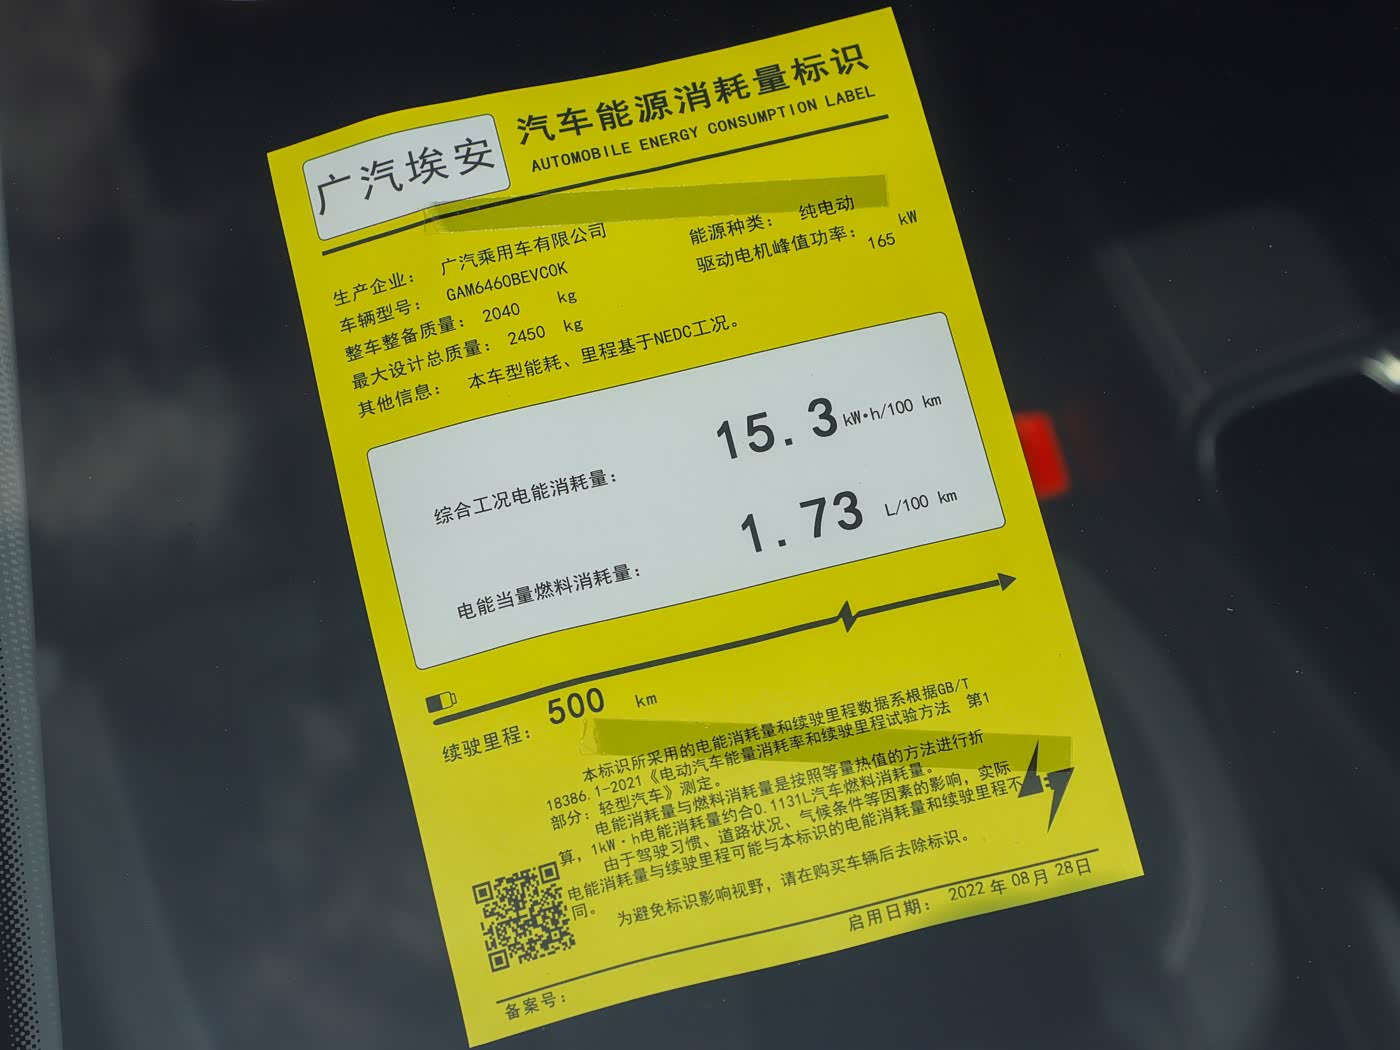 广汽埃安
汽车能源消耗量标识
AUTOMOBILE ENERGY CONSUMPTION LABEL
生产企业： 广汽乘用车有限公司
能源种类： 纯电动
车辆型号： GAM6460BEVC0K
驱动电机峰值功率： 165 kW
整车整备质量： 2040 kg
最大设计总质量： 2450 kg
其他信息： 本车型能耗、里程基于NEDC工况。
综合工况电能消耗量： 15.3 kW·h/100 km
电能当量燃料消耗量： 1.73 L/100 km
续驶里程： 500 km
本标识所采用的电能消耗量和续驶里程数据系根据GB/T
18386.1-2021《电动汽车能量消耗率和续驶里程试验方法 第1
部分：轻型汽车》测定。
电能消耗量与燃料消耗量是按照等量热值的方法进行折
算，1kW·h电能消耗量约合0.1131L汽车燃料消耗量。
由于驾驶习惯、道路状况、气候条件等因素的影响，实际
电能消耗量与续驶里程可能与本标识的电能消耗量和续驶里程不
同。
为避免标识影响视野，请在购买车辆后去除标识。
启用日期： 2022 年 08 月 28 日
备案号：